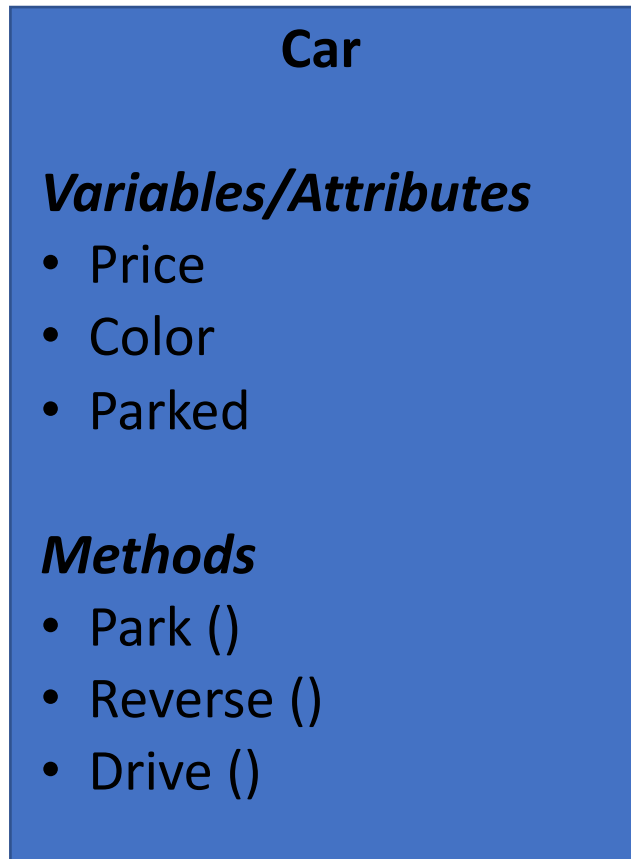 Car
Variables/Attributes
• Price
• Color
• Parked
Methods
• Park ()
• Reverse ()
• Drive ()